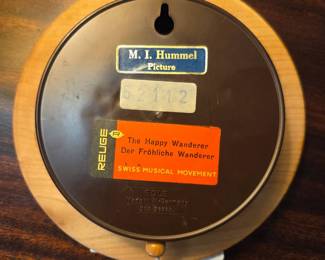 M. I. Hummel
Picture
52112
REUGE
The Happy Wanderer
Der Fröhliche Wanderer
SWISS MUSICAL MOVEMENT